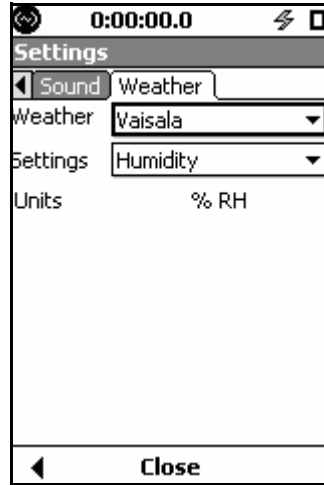 0:00:00.0
Settings
Sound Weather
Weather Vaisala
Settings Humidity
Units % RH
Close